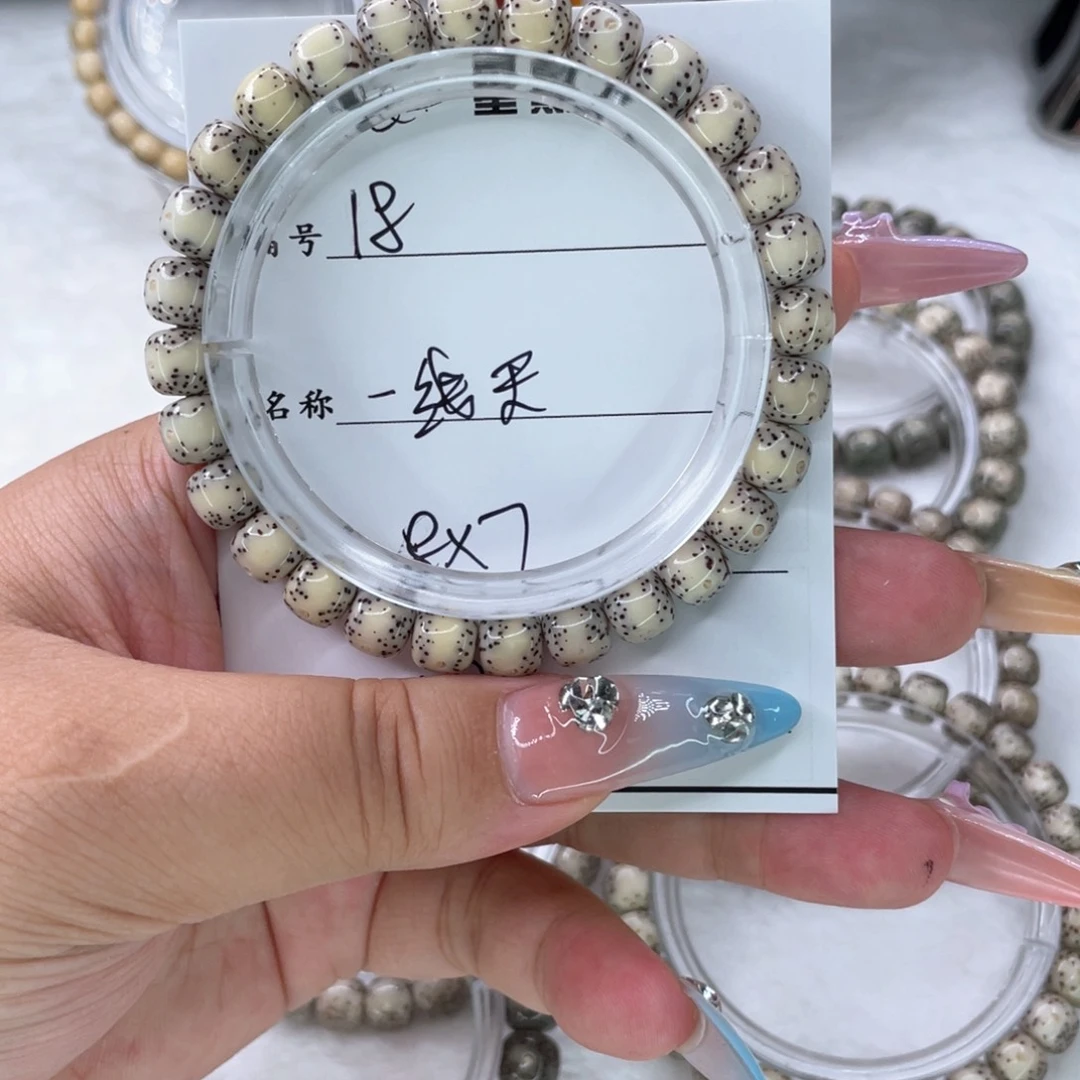 号 18
名称 一线天
8x7